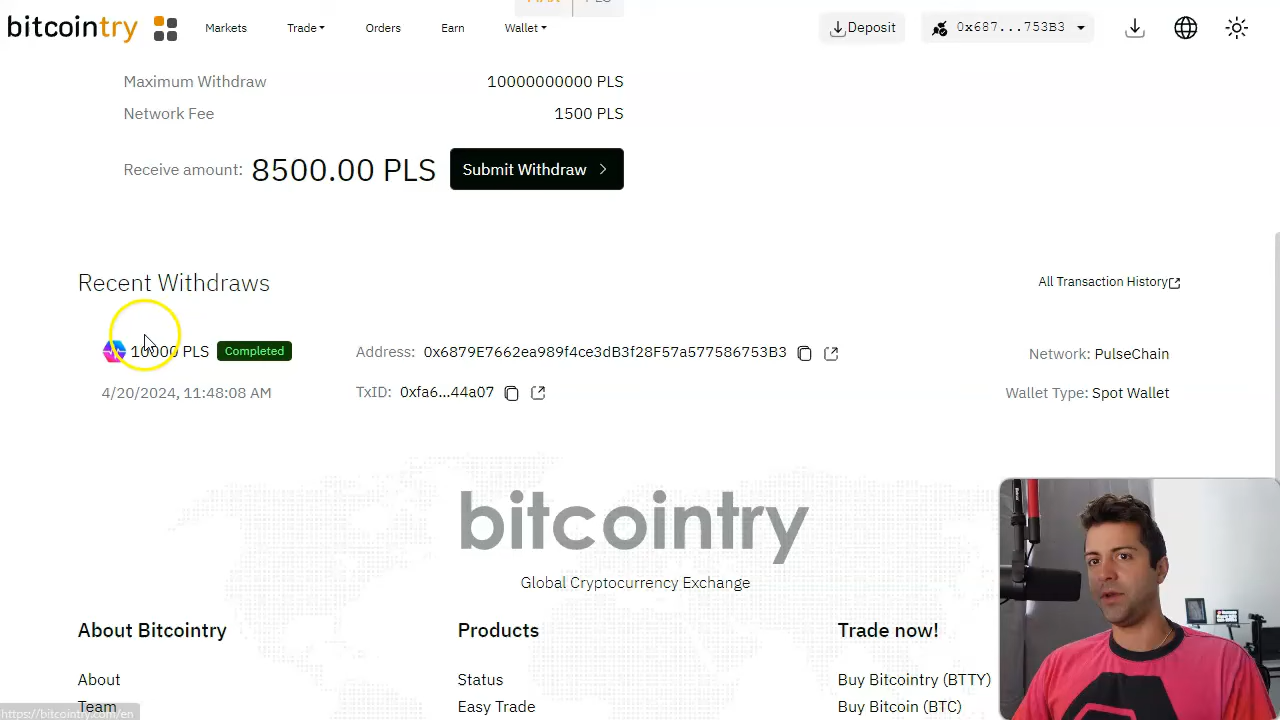 bitcointry
Markets
Trade
Orders
Earn
Wallet
Deposit
0x687...753B3
Maximum Withdraw
10000000000 PLS
Network Fee
1500 PLS
Receive amount: 8500.00 PLS
Submit Withdraw
Recent Withdraws
All Transaction History
10000 PLS
Completed
Address: 0x6879E7662ea989f4ce3dB3f28F57a577586753B3
Network: PulseChain
4/20/2024, 11:48:08 AM
TxID: 0xfa6...44a07
Wallet Type: Spot Wallet
bitcointry
Global Cryptocurrency Exchange
About Bitcointry
Products
Trade now!
About
Status
Buy Bitcointry (BTTY)
Team
Easy Trade
Buy Bitcoin (BTC)
https://bitcointry.com/en